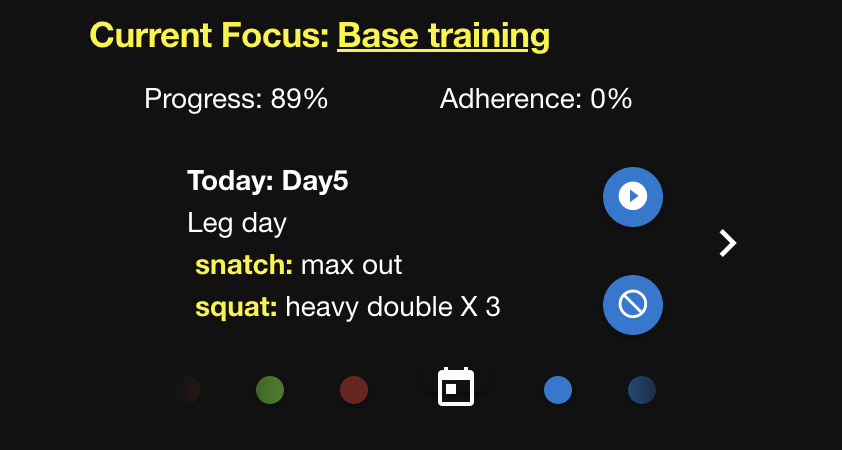 Current Focus: Base training
Progress: 89% Adherence: 0%
Today: Day5
Leg day
snatch: max out
squat: heavy double X 3